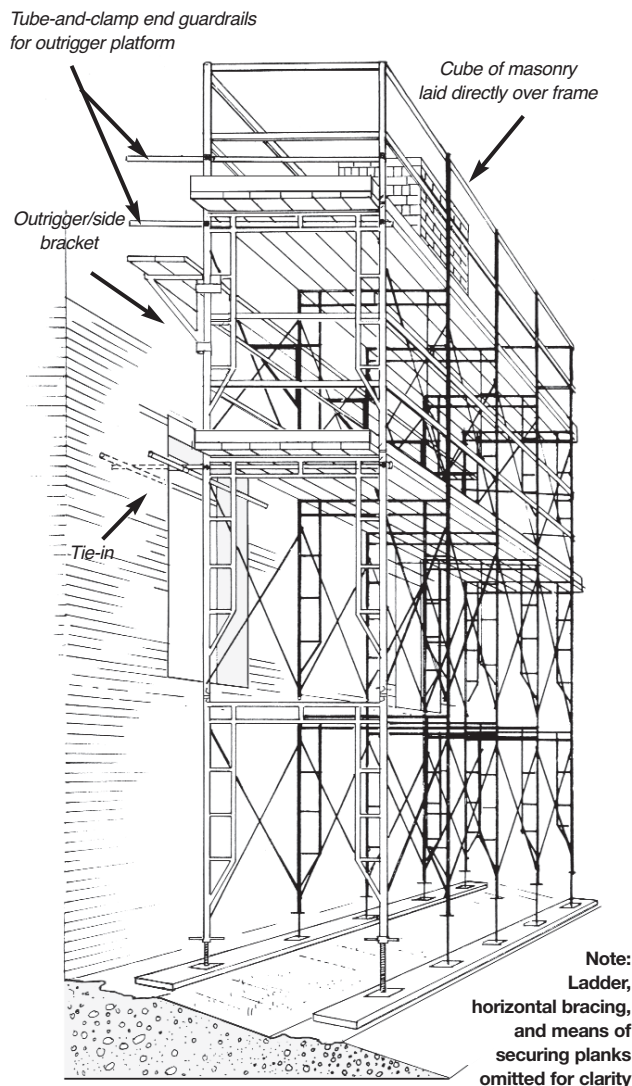 Tube-and-clamp end guardrails
for outrigger platform
Cube of masonry
laid directly over frame
Outrigger/side
bracket
Tie-in
Note:
Ladder,
horizontal bracing,
and means of
securing planks
omitted for clarity